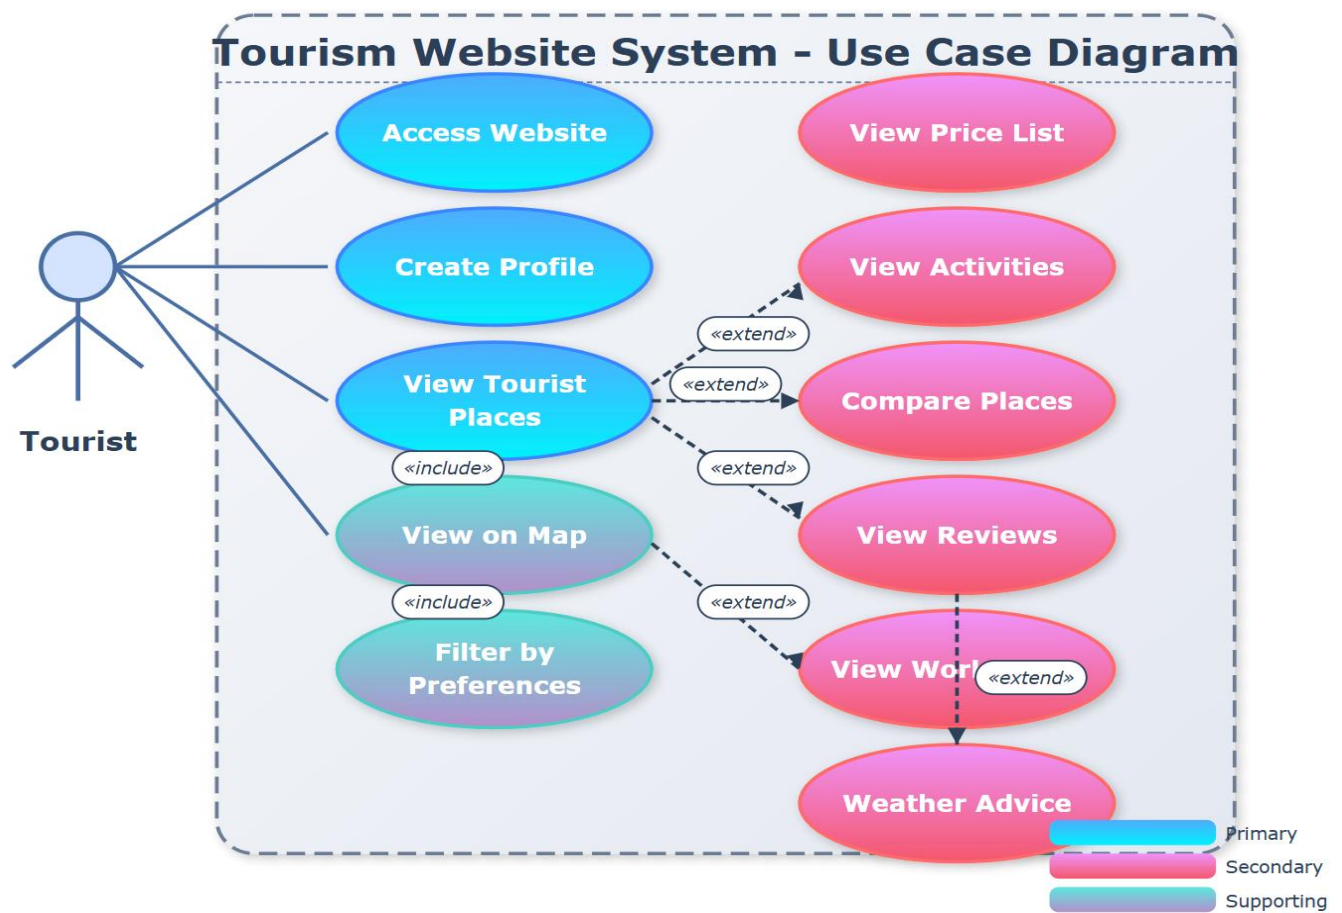 Tourism Website System – Use Case Diagram
Access Website
View Price List
Create Profile
View Activities
«extend»
View Tourist
Places
«extend»
Compare Places
Tourist
«include»
«extend»
View on Map
View Reviews
«include»
«extend»
Filter by
Preferences
View
«extend»
Weather Advice
Primary
Secondary
Supporting